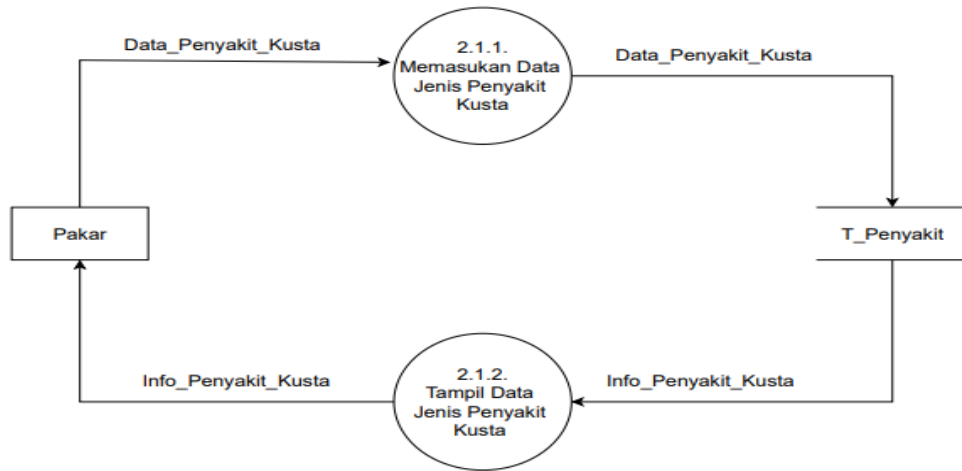 Data_Penyakit_Kusta
2.1.1.
Memasukan Data
Jenis Penyakit
Kusta
Data_Penyakit_Kusta
Pakar
T_Penyakit
Info_Penyakit_Kusta
2.1.2.
Tampil Data
Jenis Penyakit
Kusta
Info_Penyakit_Kusta